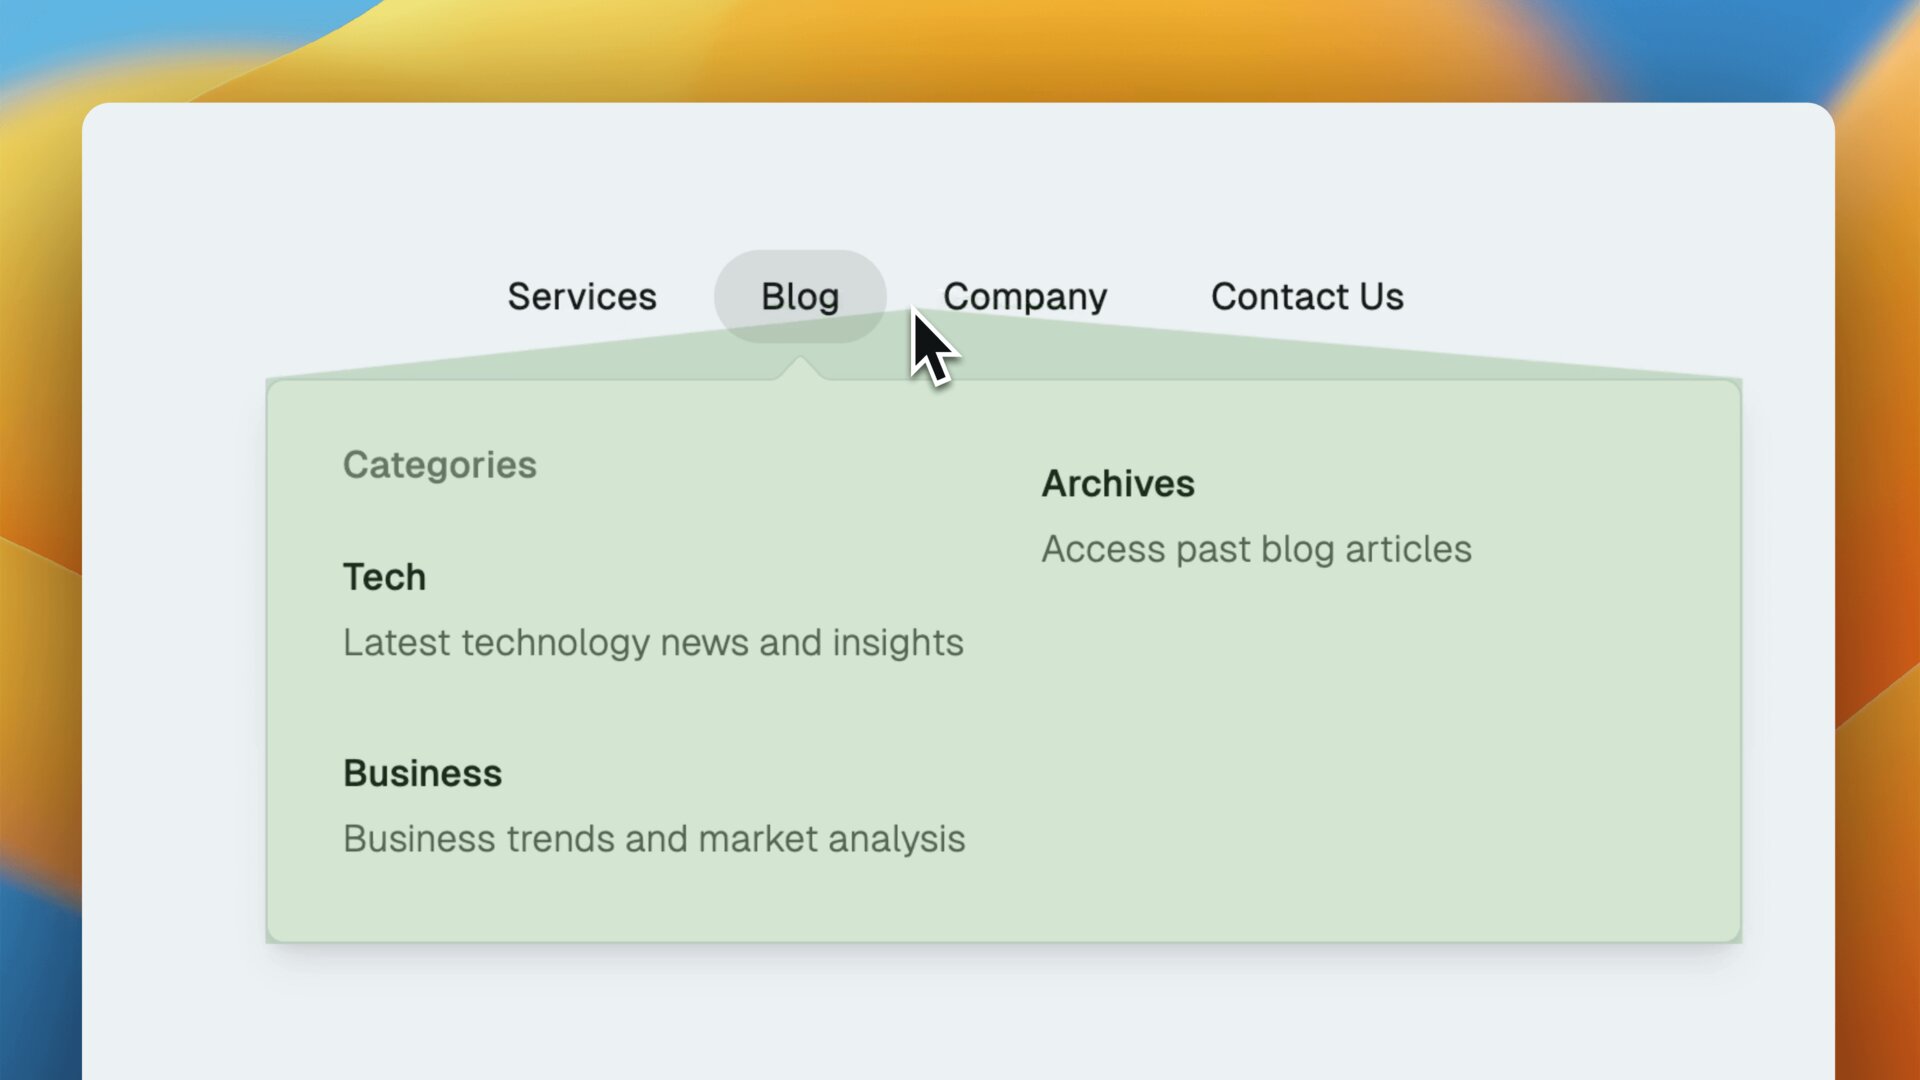 Services
Blog
Company
Contact Us
Categories
Tech
Latest technology news and insights
Business
Business trends and market analysis
Archives
Access past blog articles